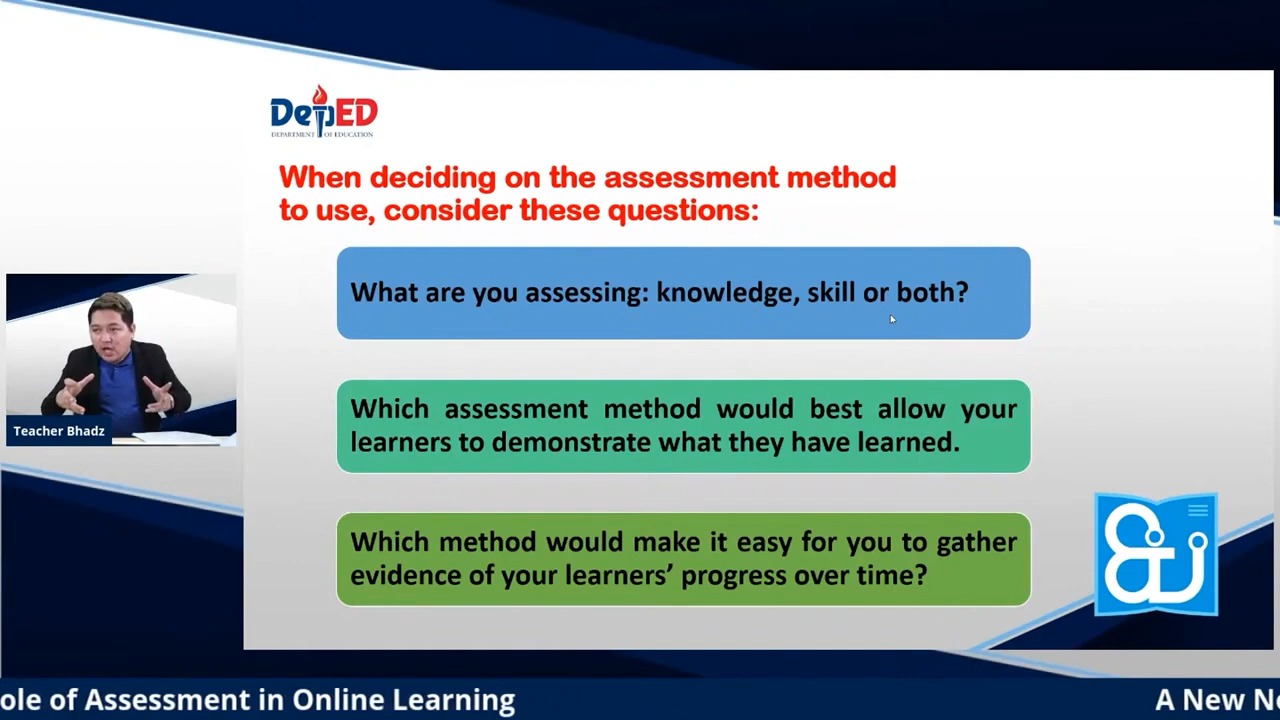 DepED
DEPARTMENT OF EDUCATION
When deciding on the assessment method
to use, consider these questions:
What are you assessing: knowledge, skill or both?
Which assessment method would best allow your
learners to demonstrate what they have learned.
Which method would make it easy for you to gather
evidence of your learners’ progress over time?
Teacher Bhadz
ole of Assessment in Online Learning
A New No